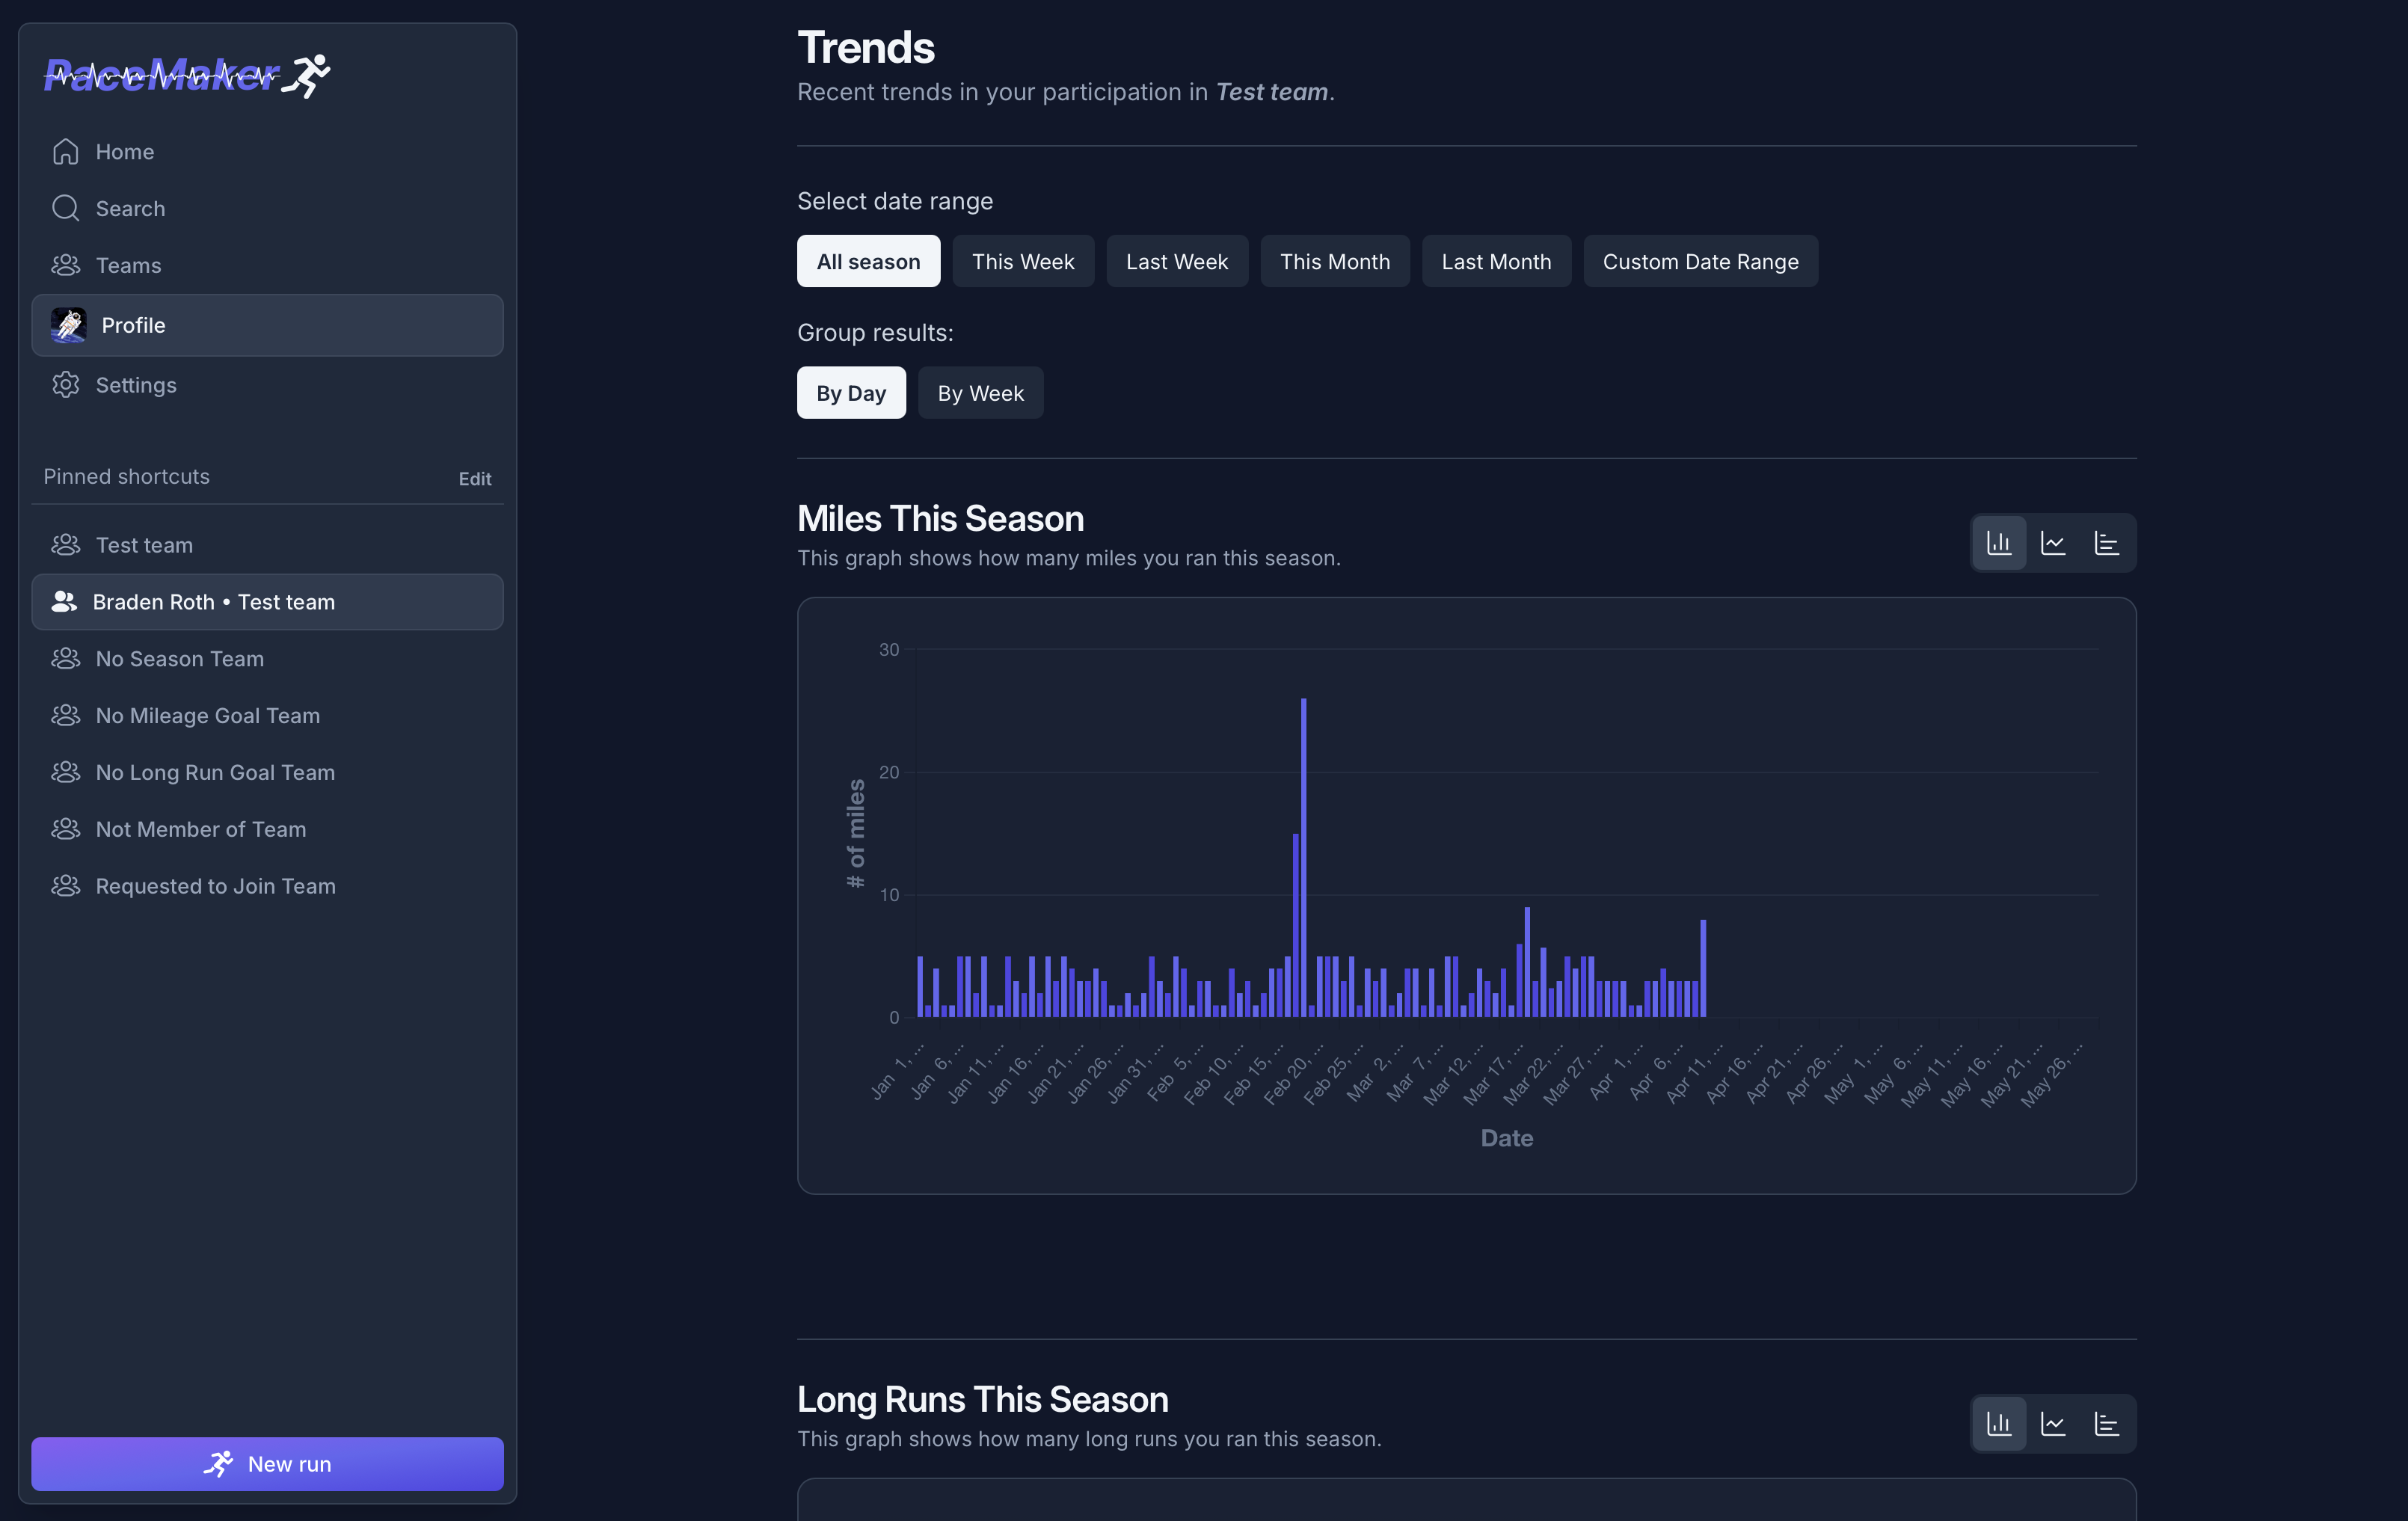 PaceMaker
Home
Search
Teams
Profile
Settings
Pinned shortcuts
Edit
Test team
Braden Roth • Test team
No Season Team
No Mileage Goal Team
No Long Run Goal Team
Not Member of Team
Requested to Join Team
New run
Trends
Recent trends in your participation in Test team.
Select date range
All season
This Week
Last Week
This Month
Last Month
Custom Date Range
Group results:
By Day
By Week
Miles This Season
This graph shows how many miles you ran this season.
# of miles
30
20
10
0
Jan 1, ...
Jan 6, ...
Jan 11, ...
Jan 16, ...
Jan 21, ...
Jan 26, ...
Jan 31, ...
Feb 5, ...
Feb 10, ...
Feb 15, ...
Feb 20, ...
Feb 25, ...
Mar 2, ...
Mar 7, ...
Mar 12, ...
Mar 17, ...
Mar 22, ...
Mar 27, ...
Apr 1, ...
Apr 6, ...
Apr 11, ...
Apr 16, ...
Apr 21, ...
Apr 26, ...
May 1, ...
May 6, ...
May 11, ...
May 16, ...
May 21, ...
May 26, ...
Date
Long Runs This Season
This graph shows how many long runs you ran this season.